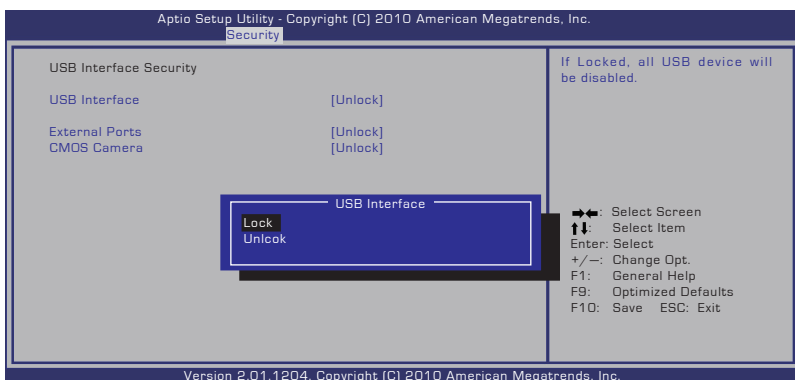 Aptio Setup Utility - Copyright (C) 2010 American Megatrends, Inc.
Security
USB Interface Security
USB Interface [Unlock]
External Ports [Unlock]
CMOS Camera [Unlock]
If Locked, all USB device will
be disabled.
USB Interface
Lock
Unlcok
→←: Select Screen
↑↓: Select Item
Enter: Select
+/−: Change Opt.
F1: General Help
F9: Optimized Defaults
F10: Save ESC: Exit
Version 2.01.1204. Copyright (C) 2010 American Megatrends, Inc.